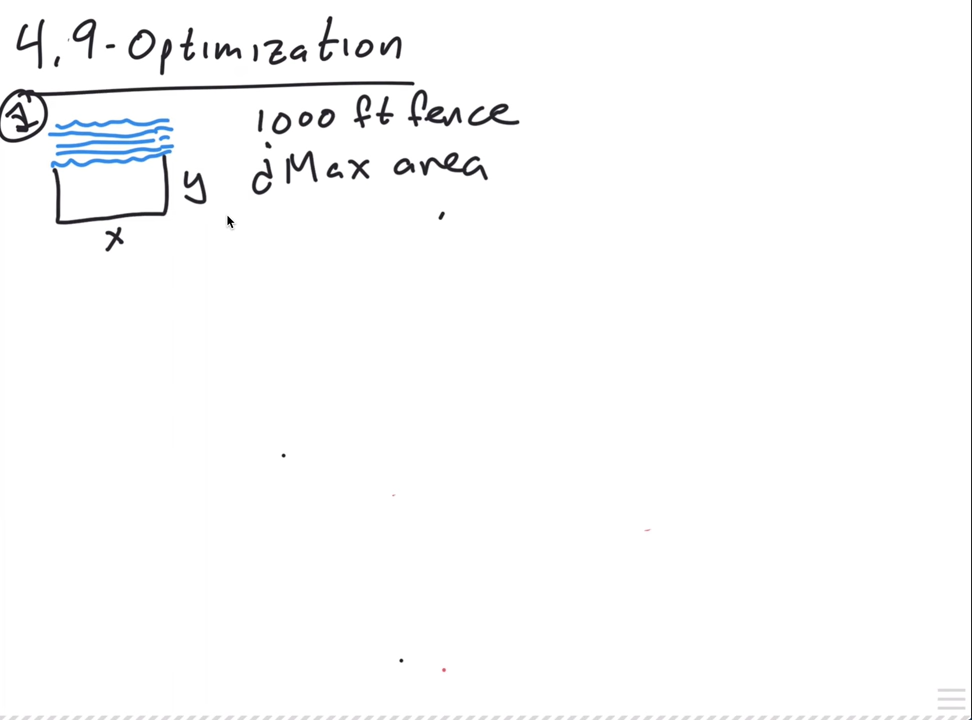 4.9-Optimization
1
1000 ft fence
¿Max area
y
x